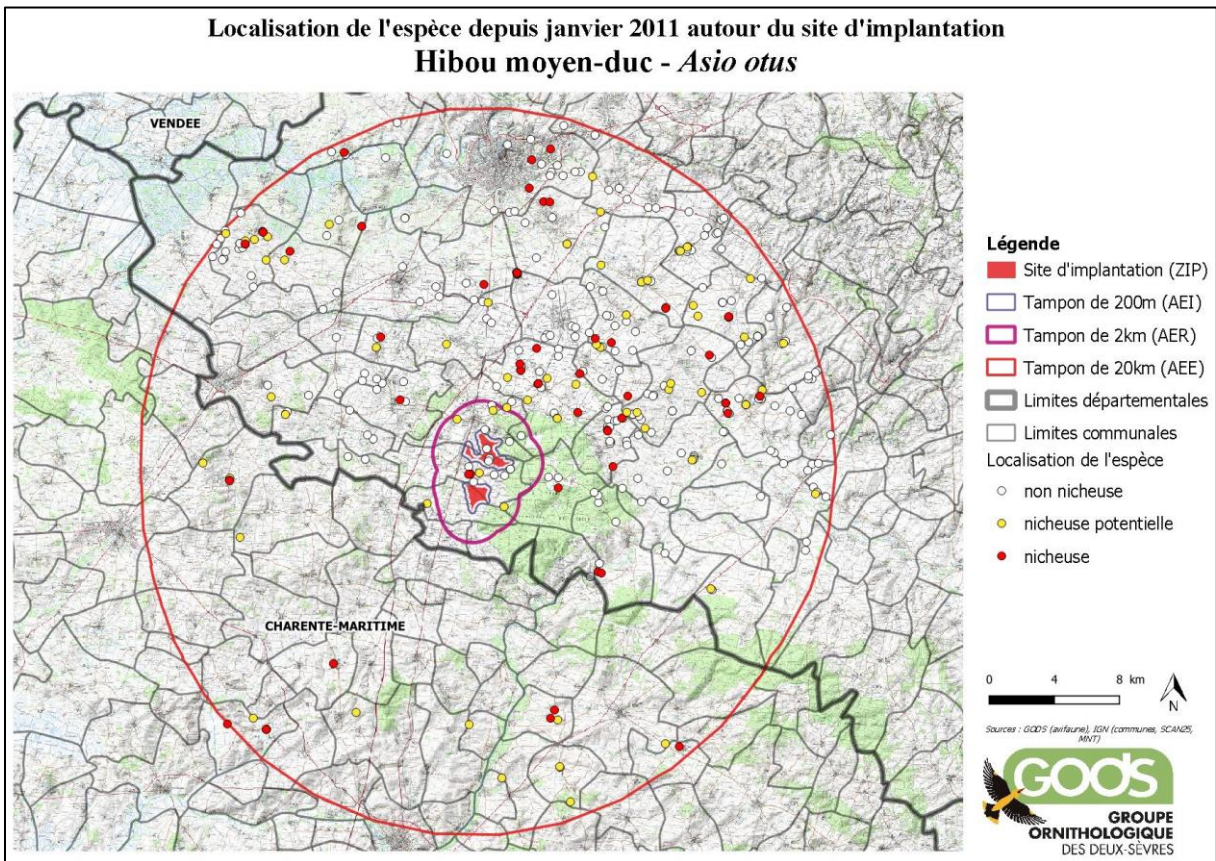 Localisation de l'espèce depuis janvier 2011 autour du site d'implantation
Hibou moyen-duc - Asio otus
VENDEE
CHARENTE-MARITIME
Légende
Site d'implantation (ZIP)
Tampon de 200m (AEI)
Tampon de 2km (AER)
Tampon de 20km (AEE)
Limites départementales
Limites communales
Localisation de l'espèce
non nicheuse
nicheuse potentielle
nicheuse
0 4 8 km
N
Sources : GODS (avifaune), IGN (communes, SCAN25,
MNT)
GODS
GROUPE
ORNITHOLOGIQUE
DES DEUX-SÈVRES